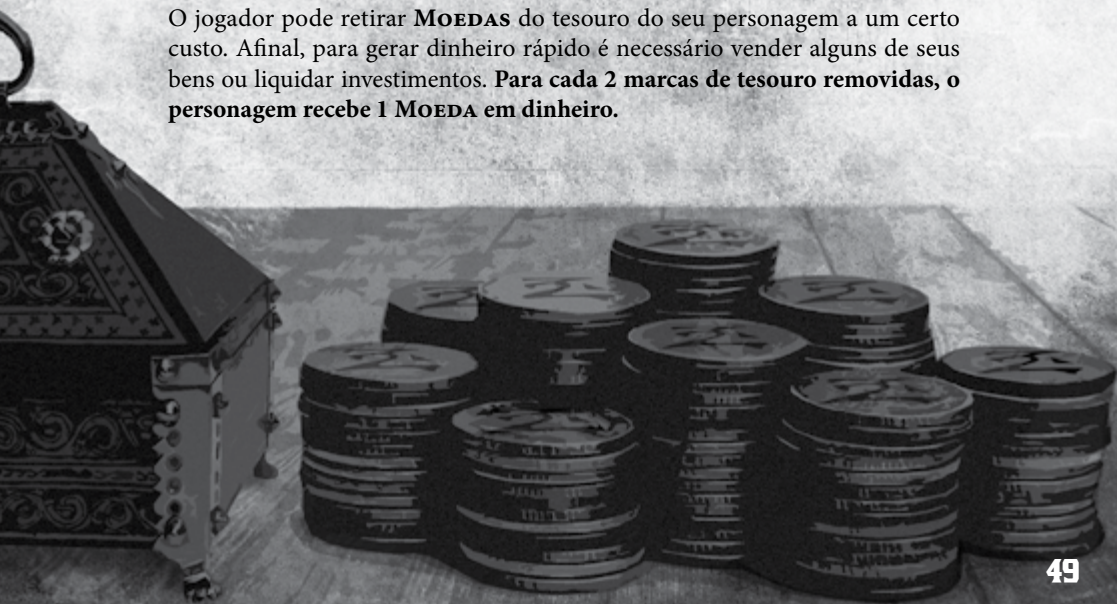 O jogador pode retirar Moedas do tesouro do seu personagem a um certo
custo. Afinal, para gerar dinheiro rápido é necessário vender alguns de seus
bens ou liquidar investimentos. Para cada 2 marcas de tesouro removidas, o
personagem recebe 1 Moeda em dinheiro.
49